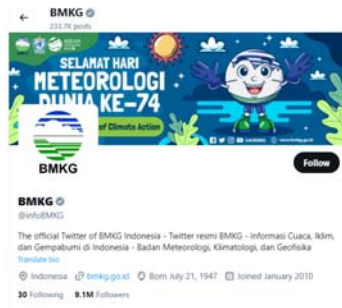 BMKG
233.7K posts
SELAMAT HARI
METEOROLOGI
DUNIA KE-74
of Climate Action
BMKG
Follow
BMKG
@infoBMKG
The official Twitter of BMKG Indonesia - Twitter resmi BMKG - Informasi Cuaca, Iklim,
dan Gempabumi di Indonesia - Badan Meteorologi, Klimatologi, dan Geofisika
Translate bio
Indonesia bmkg.go.id Born July 21, 1947 Joined January 2010
30 Following 9.1M Followers